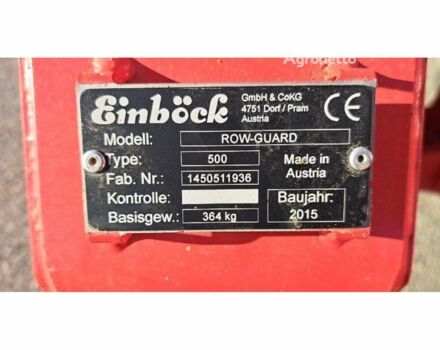 Agronetto
Einböck
GmbH & CoKG
4751 Dorf / Pram
Austria
CE
Modell: ROW-GUARD
Type: 500
Made in
Austria
Fab. Nr.: 1450511936
Kontrolle:
Baujahr:
Basisgew.: 364 kg
2015